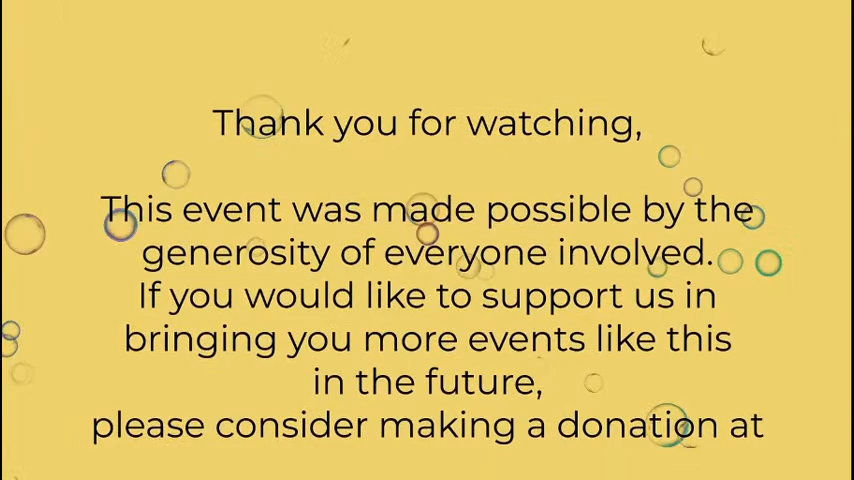 Thank you for watching,
This event was made possible by the
generosity of everyone involved.
If you would like to support us in
bringing you more events like this
in the future,
please consider making a donation at